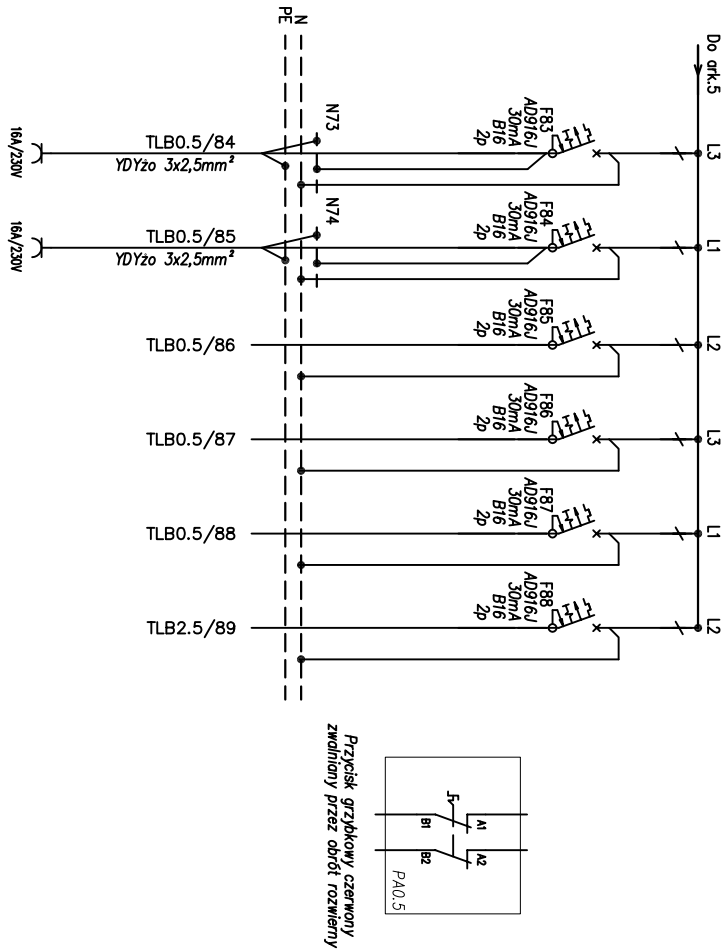 Do ark.5
L3
L1
L2
L3
L1
L2
F83
AD916J
30mA
B16
2p
F84
AD916J
30mA
B16
2p
F85
AD916J
30mA
B16
2p
F86
AD916J
30mA
B16
2p
F87
AD916J
30mA
B16
2p
F88
AD916J
30mA
B16
2p
N73
N74
N
PE
TLB0.5/84
YDYżo 3x2,5mm²
TLB0.5/85
YDYżo 3x2,5mm²
TLB0.5/86
TLB0.5/87
TLB0.5/88
TLB2.5/89
16A/230V
16A/230V
A1
A2
B1
B2
PA0.5
Przycisk grzybkowy czerwony
zwalniany przez obrót rozwierny